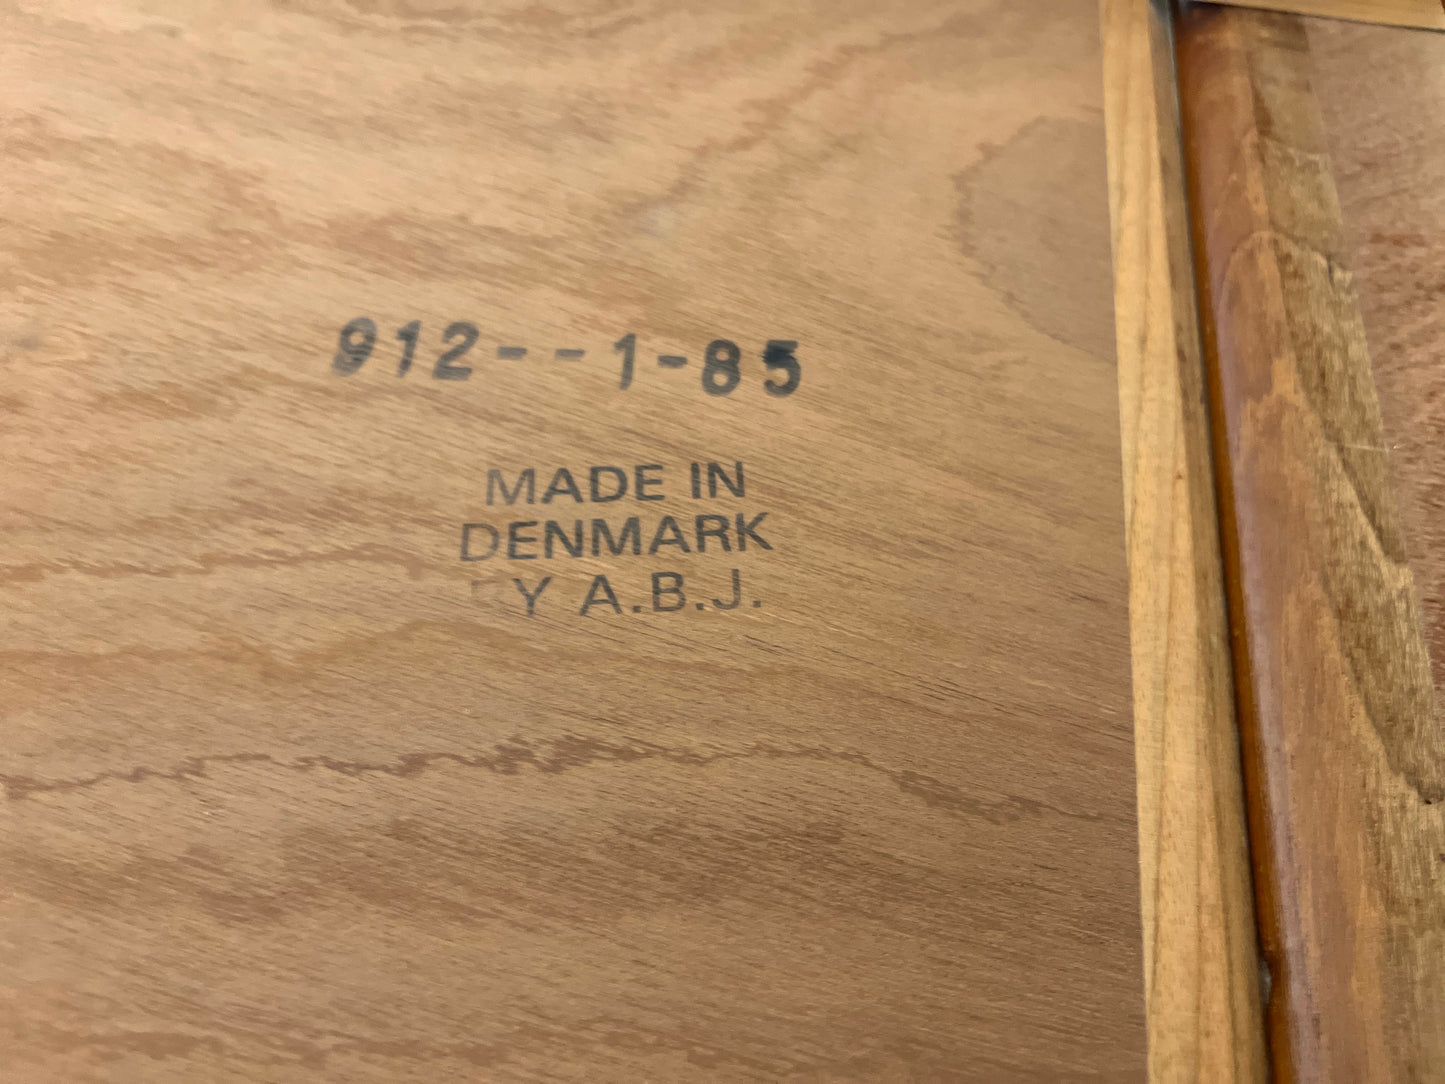 912--1-85
MADE IN
DENMARK
BY A.B.J.